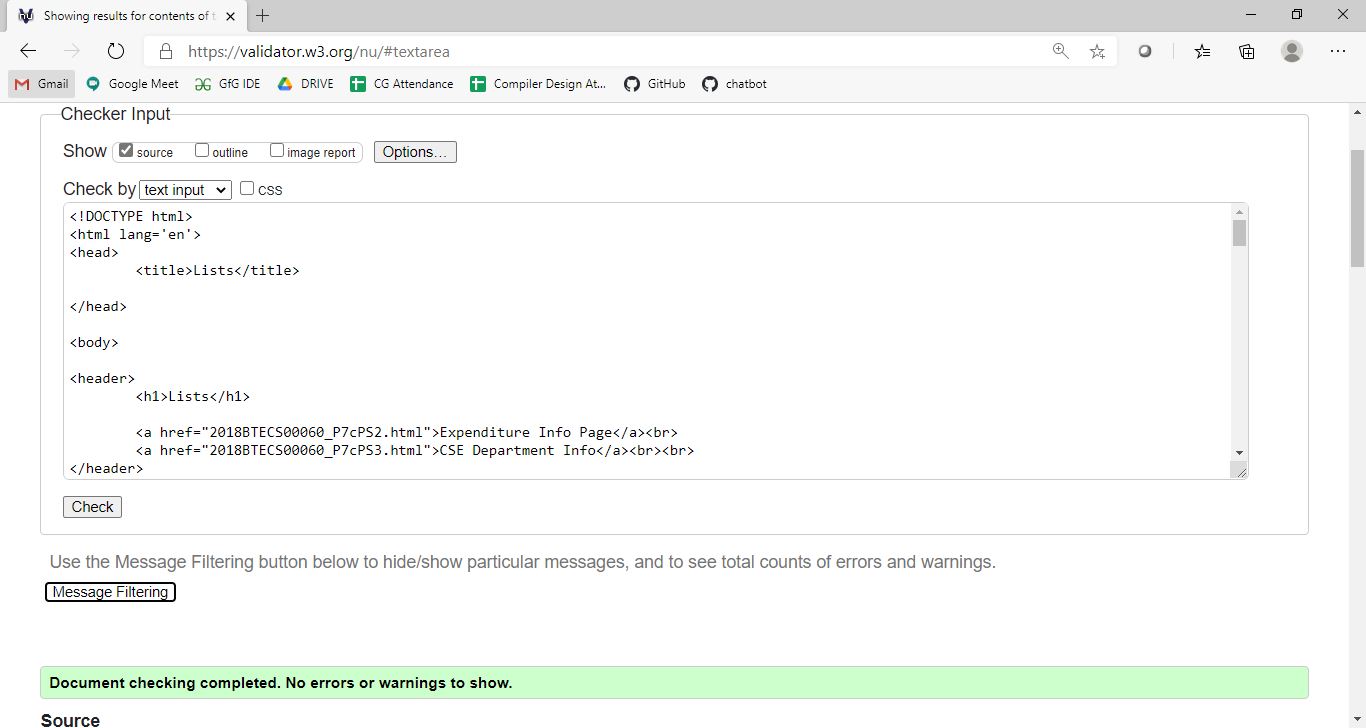 Showing results for contents of t
https://validator.w3.org/nu/#textarea
Gmail Google Meet GfG IDE DRIVE CG Attendance Compiler Design At... GitHub chatbot
Checker Input
Show source outline image report Options...
Check by text input css
<!DOCTYPE html>
<html lang='en'>
<head>
<title>Lists</title>
</head>
<body>
<header>
<h1>Lists</h1>
<a href="2018BTECS00060_P7cPS2.html">Expenditure Info Page</a><br>
<a href="2018BTECS00060_P7cPS3.html">CSE Department Info</a><br><br>
</header>
Check
Use the Message Filtering button below to hide/show particular messages, and to see total counts of errors and warnings.
Message Filtering
Document checking completed. No errors or warnings to show.
Source